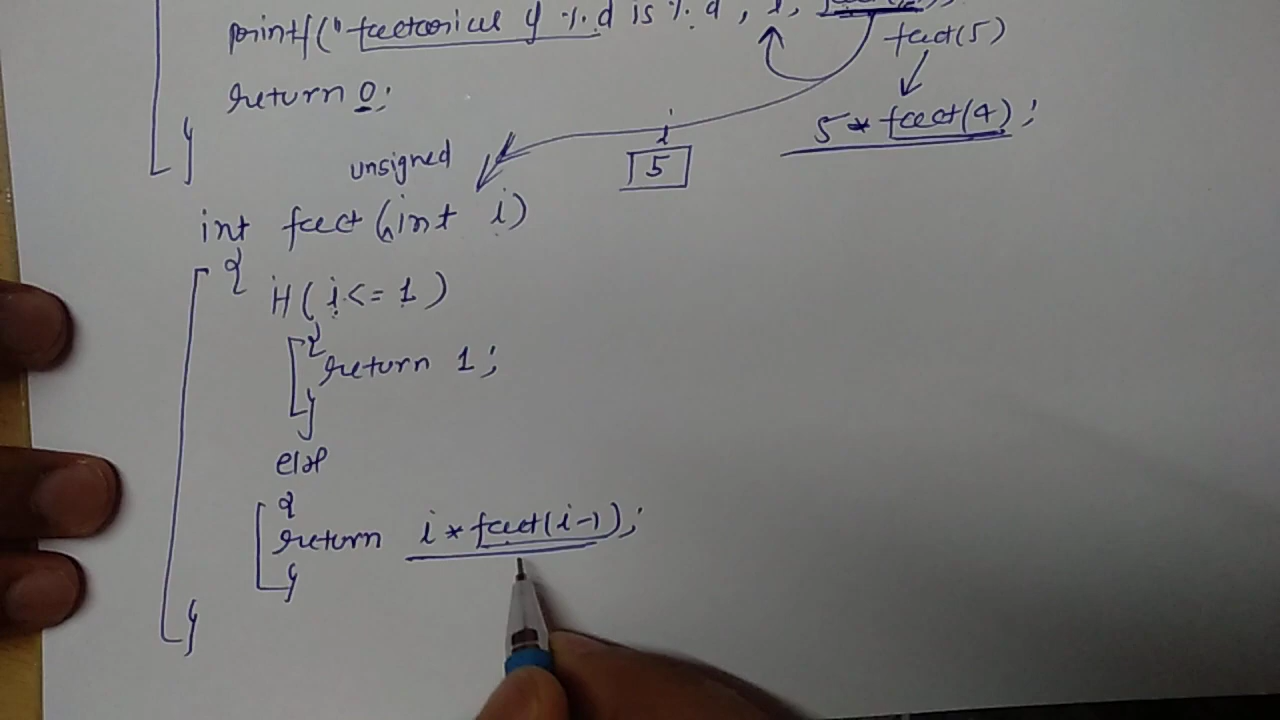 printf("factorial of %d is %d", i,
fact(5)
return 0;
5 * fact(4);
}
i
5
unsigned
int fact(int i)
{
if(i<=1)
{
return 1;
}
else
{
return i * fact(i-1);
}
}